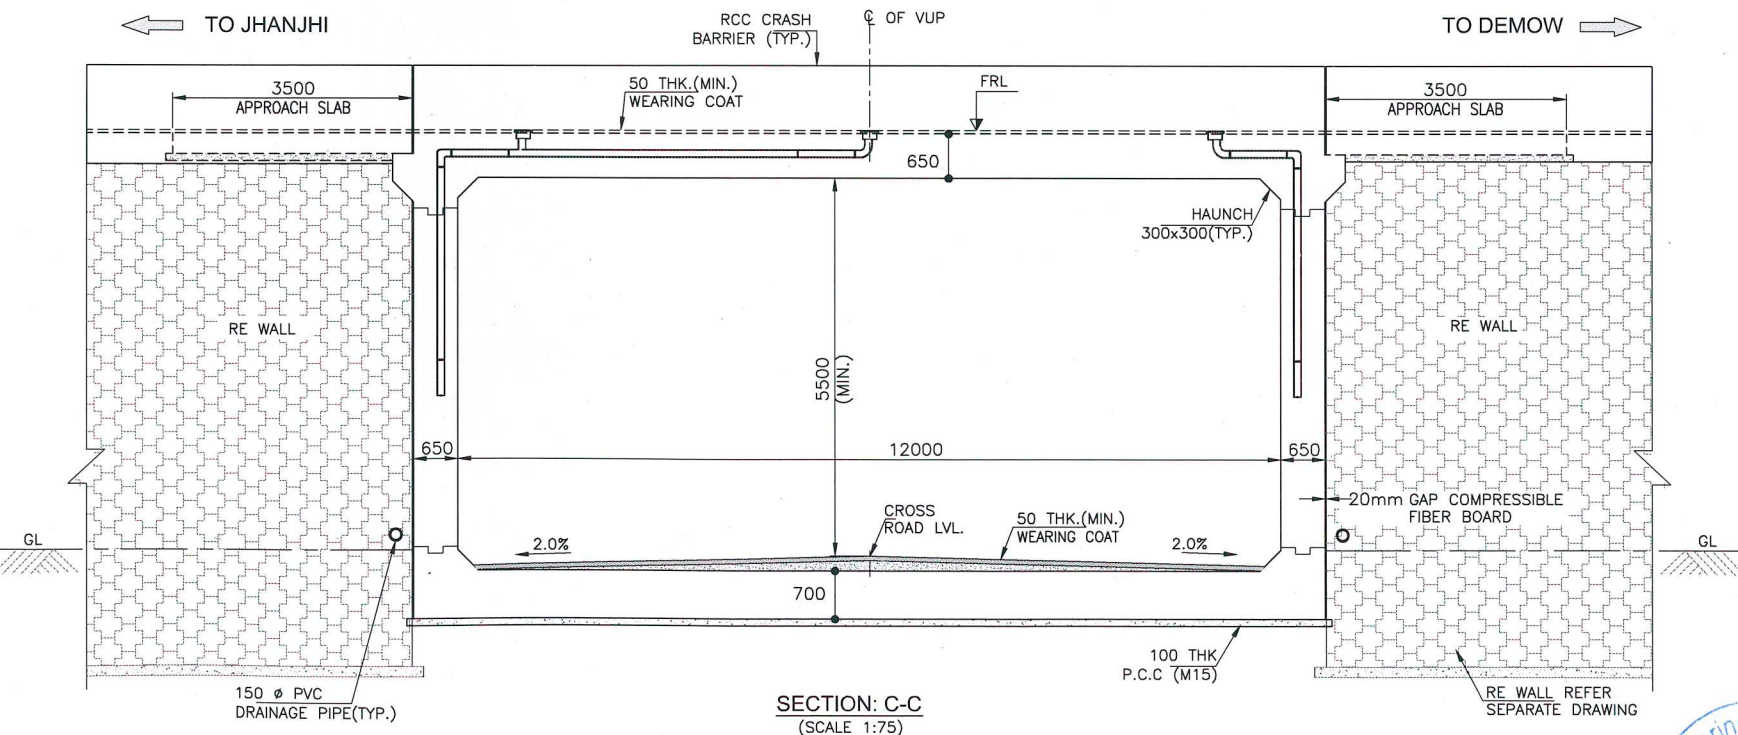 TO JHANJHI
RCC CRASH
BARRIER (TYP.)
℄ OF VUP
TO DEMOW
3500
APPROACH SLAB
50 THK.(MIN.)
WEARING COAT
FRL
3500
APPROACH SLAB
650
HAUNCH
300x300(TYP.)
RE WALL
RE WALL
5500
(MIN.)
650
12000
650
20mm GAP COMPRESSIBLE
FIBER BOARD
CROSS
ROAD LVL.
50 THK.(MIN.)
WEARING COAT
GL
2.0%
2.0%
GL
700
100 THK
P.C.C (M15)
150 ø PVC
DRAINAGE PIPE(TYP.)
SECTION: C-C
(SCALE 1:75)
RE WALL REFER
SEPARATE DRAWING